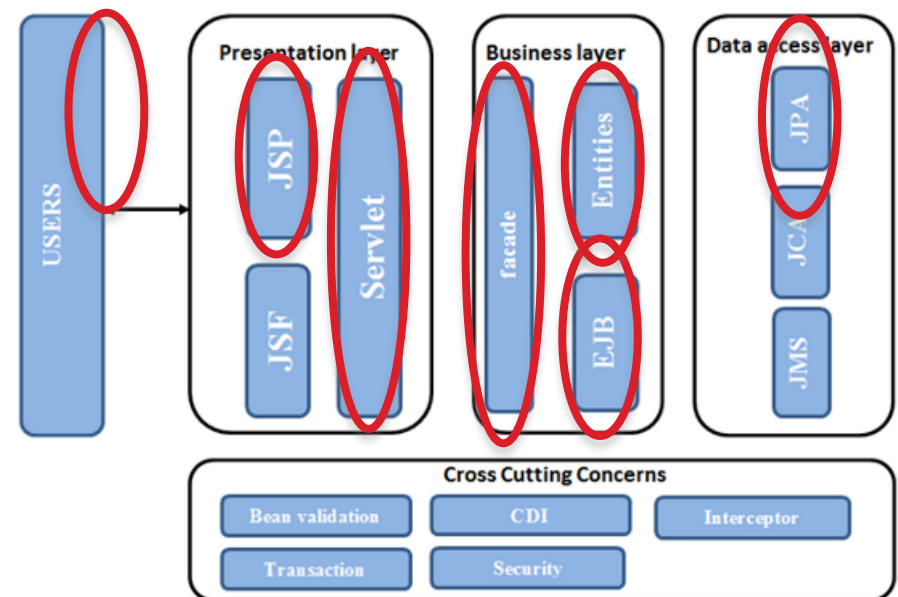 USERS
Presentation layer
JSP
JSF
Servlet
Business layer
facade
Entities
EJB
Data access layer
JPA
JCA
JMS
Cross Cutting Concerns
Bean validation
CDI
Interceptor
Transaction
Security